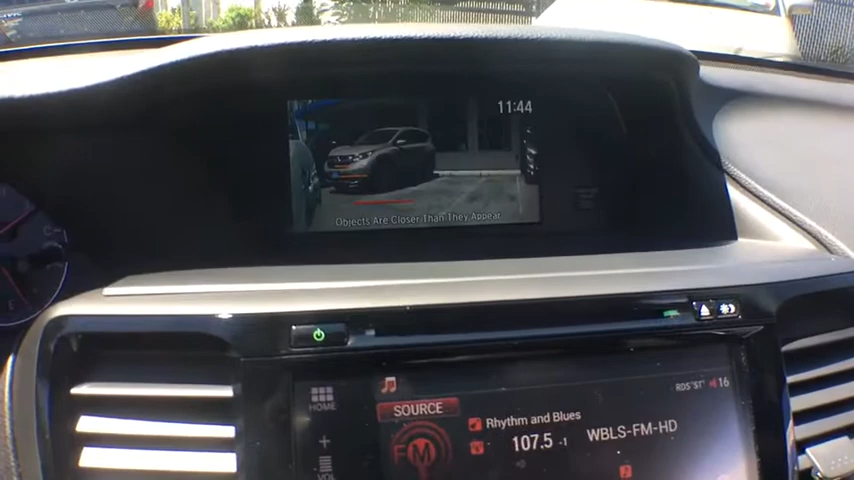 11:44
Objects Are Closer Than They Appear
HOME
SOURCE
RDS"ST"
16
Rhythm and Blues
FM
107.5 -1
WBLS-FM-HD
VOL